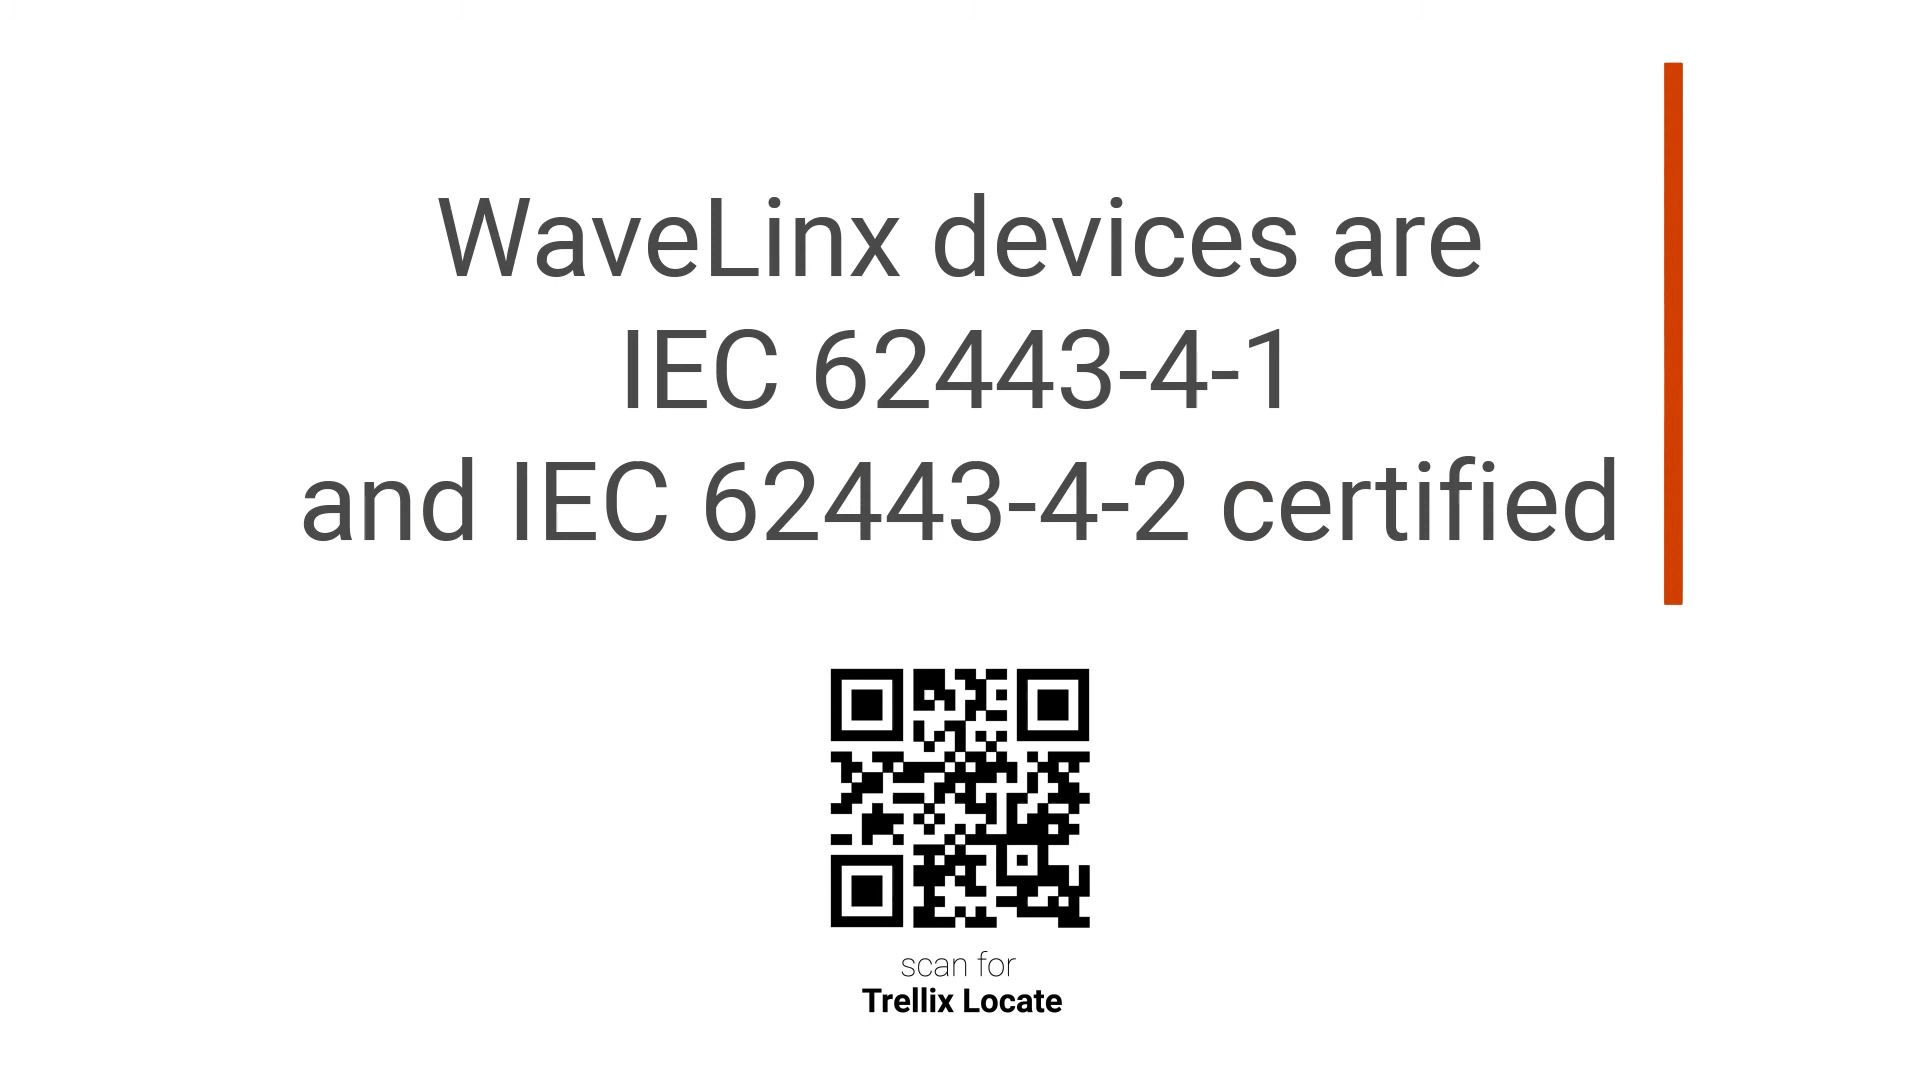 WaveLinx devices are
IEC 62443-4-1
and IEC 62443-4-2 certified
scan for
Trellix Locate